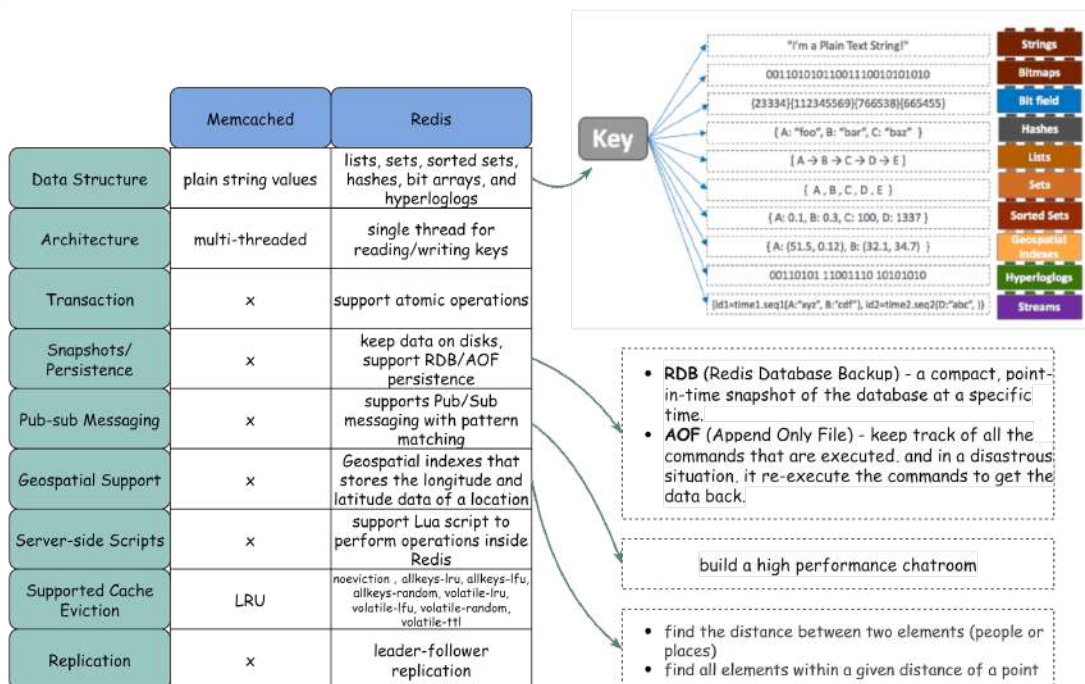 Memcached
Redis
Data Structure
plain string values
lists, sets, sorted sets,
hashes, bit arrays, and
hyperloglogs
Architecture
multi-threaded
single thread for
reading/writing keys
Transaction
x
support atomic operations
Snapshots/
Persistence
x
keep data on disks,
support RDB/AOF
persistence
Pub-sub Messaging
x
supports Pub/Sub
messaging with pattern
matching
Geospatial Support
x
Geospatial indexes that
stores the longitude and
latitude data of a location
Server-side Scripts
x
support Lua script to
perform operations inside
Redis
Supported Cache
Eviction
LRU
noeviction , allkeys-lru, allkeys-lfu,
allkeys-random, volatile-lru,
volatile-lfu, volatile-random,
volatile-ttl
Replication
x
leader-follower
replication
Key
"I'm a Plain Text String!"
Strings
00110101011001110010101010
Bitmaps
{23334}{112345569}{766538}{665455}
Bit field
{ A: "foo", B: "bar", C: "baz" }
Hashes
[ A → B → C → D → E ]
Lists
{ A , B , C , D , E }
Sets
{ A: 0.1, B: 0.3, C: 100, D: 1337 }
Sorted Sets
{ A: (51.5, 0.12), B: (32.1, 34.7) }
Geospatial
Indexes
00110101 11001110 10101010
Hyperloglogs
{id1=time1.seq1(A:"xyz", B:"cdf"), id2=time2.seq2(D:"abc", )}
Streams
• RDB (Redis Database Backup) - a compact, point-
in-time snapshot of the database at a specific
time.
• AOF (Append Only File) - keep track of all the
commands that are executed, and in a disastrous
situation, it re-execute the commands to get the
data back.
build a high performance chatroom
• find the distance between two elements (people or
places)
• find all elements within a given distance of a point